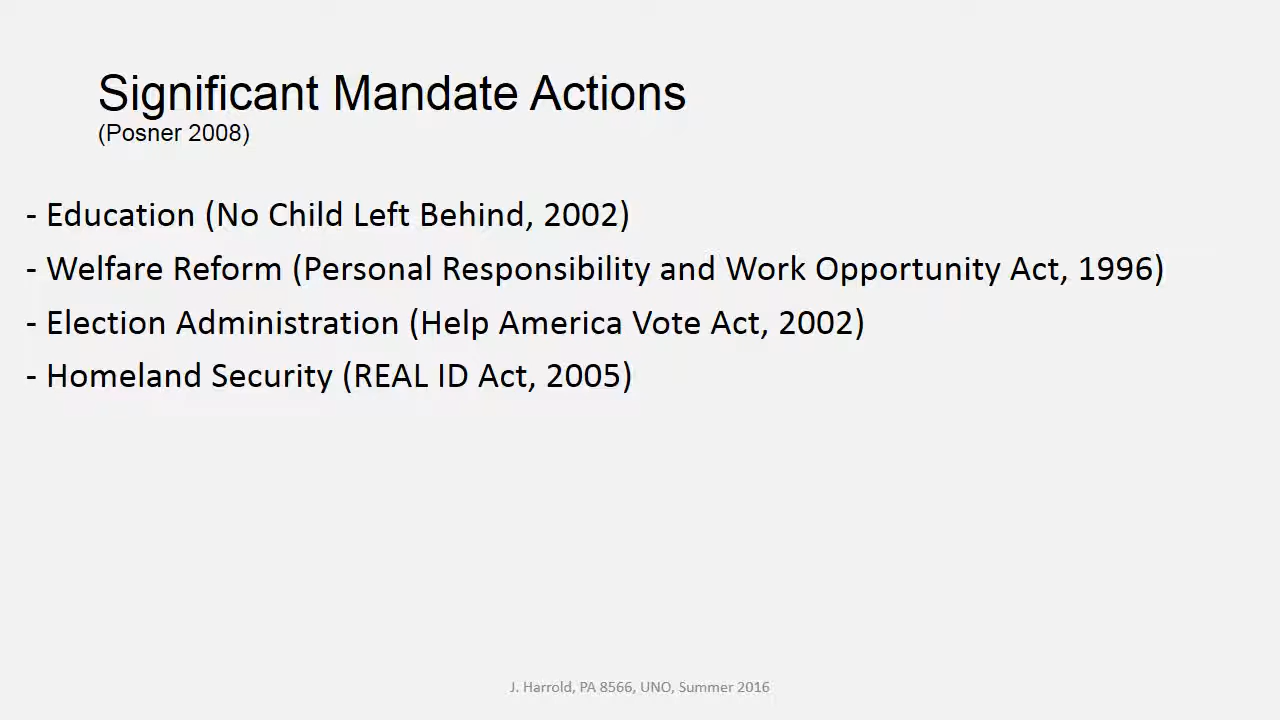 Significant Mandate Actions
(Posner 2008)
- Education (No Child Left Behind, 2002)
- Welfare Reform (Personal Responsibility and Work Opportunity Act, 1996)
- Election Administration (Help America Vote Act, 2002)
- Homeland Security (REAL ID Act, 2005)
J. Harrold, PA 8566, UNO, Summer 2016